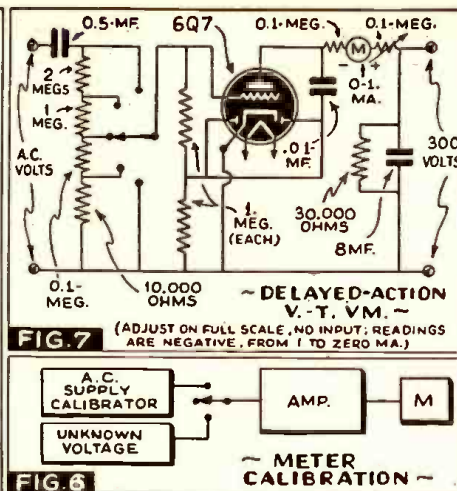 0.5-MF.
6Q7
0.1-MEG.
0.1-MEG.
M
- +
0-1.
MA.
2
MEGS
1
MEG.
A.C.
VOLTS
.01-
MF.
300
VOLTS
30,000
OHMS
8MF.
1.
MEG.
(EACH)
0.1-
MEG.
10,000
OHMS
~ DELAYED-ACTION
V.-T. VM. ~
FIG.7
(ADJUST ON FULL SCALE, NO INPUT; READINGS
ARE NEGATIVE, FROM 1 TO ZERO MA.)
A.C.
SUPPLY
CALIBRATOR
UNKNOWN
VOLTAGE
AMP.
M
FIG.6
~ METER
CALIBRATION ~